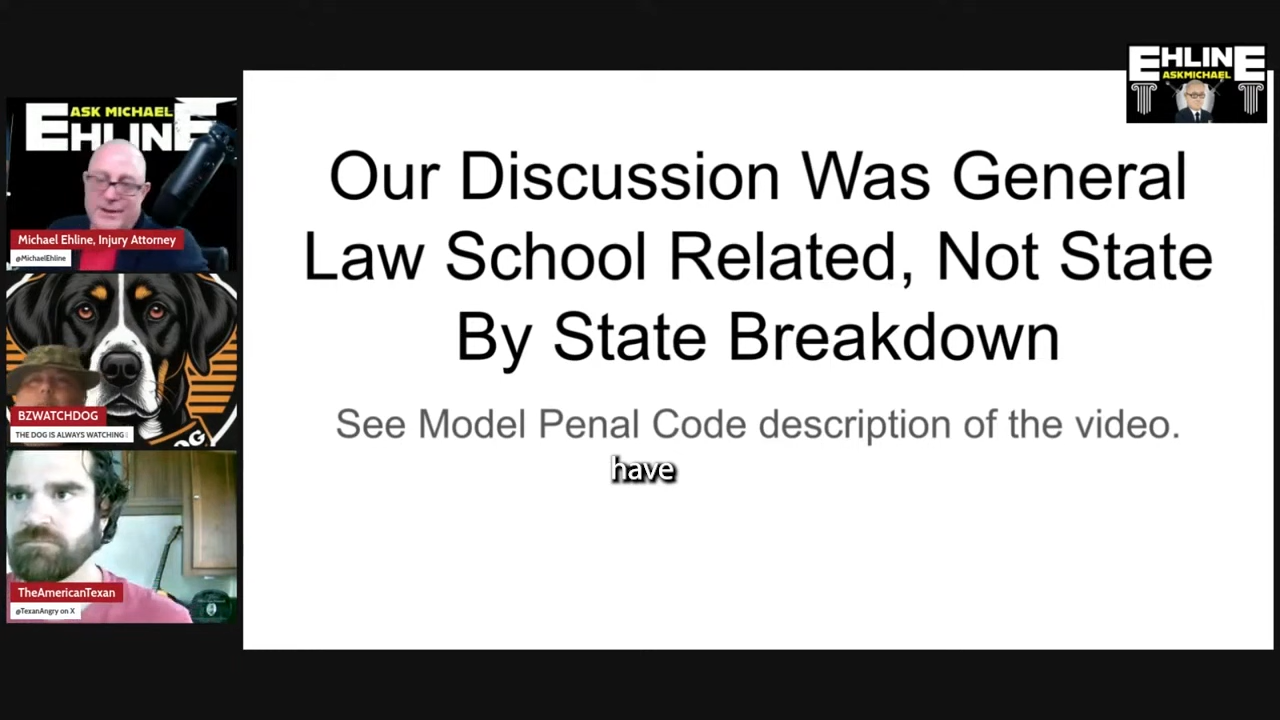 EHLINE
ASKMICHAEL
ASK MICHAEL
EHLINE
Michael Ehline, Injury Attorney
@MichaelEhline
BZWATCHDOG
THE DOG IS ALWAYS WATCHING
OG.
TheAmericanTexan
@TexanAngry on X
Our Discussion Was General
Law School Related, Not State
By State Breakdown
See Model Penal Code description of the video.
have